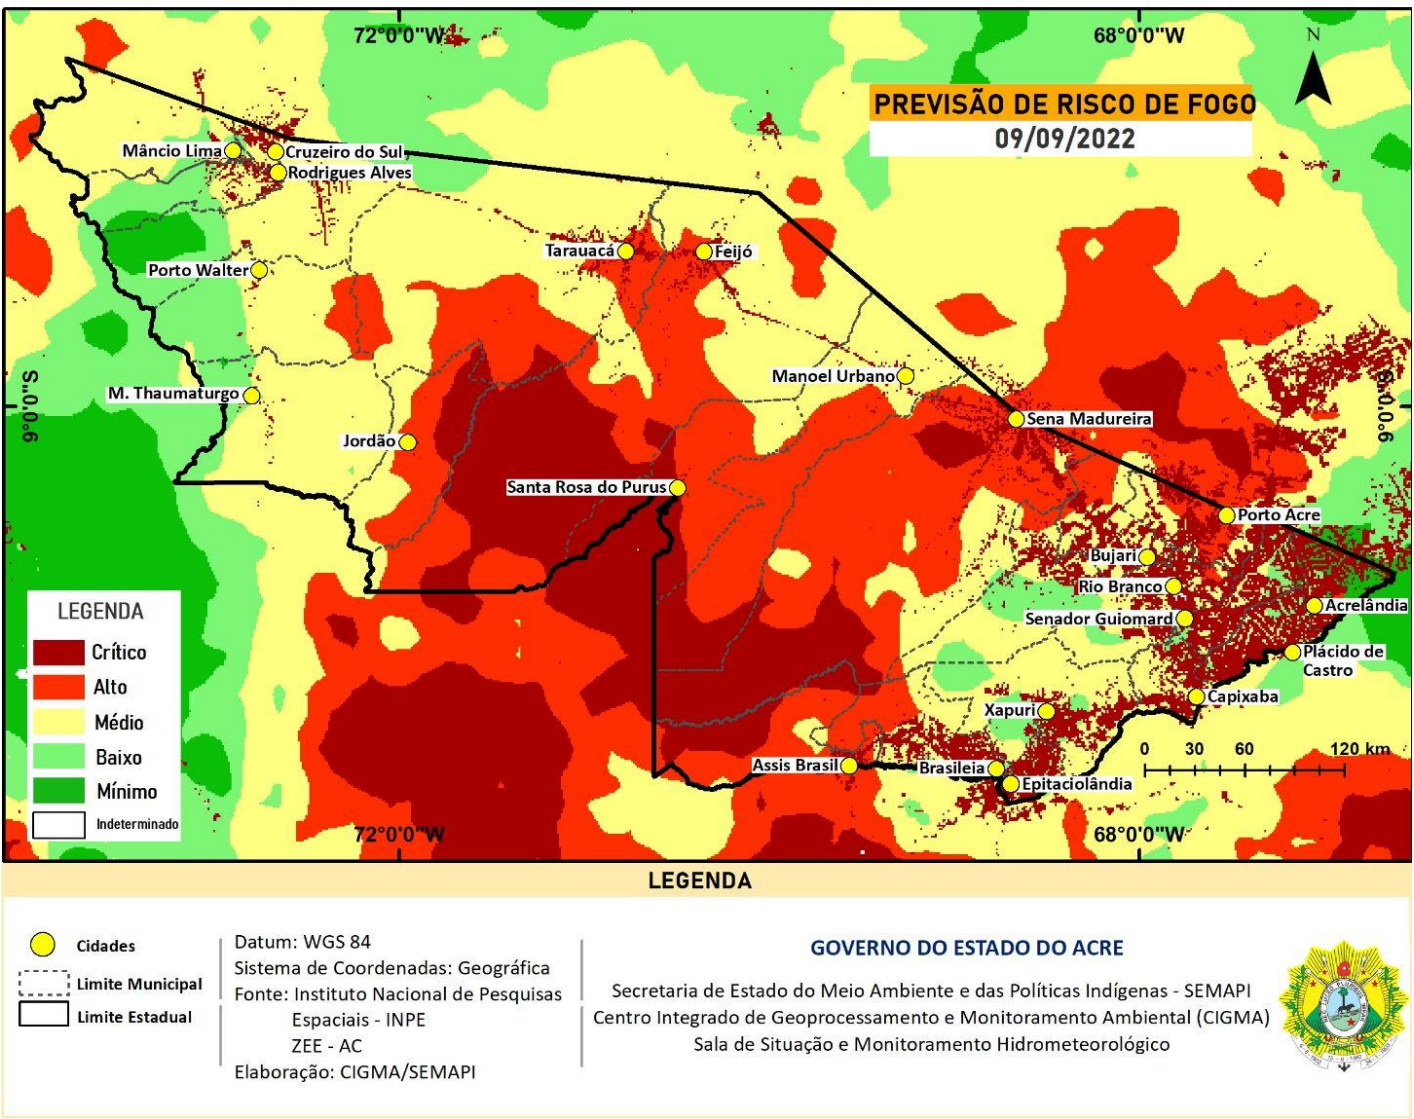 72°0'0"W
68°0'0"W
N
PREVISÃO DE RISCO DE FOGO
09/09/2022
Mâncio Lima
Cruzeiro do Sul
Rodrigues Alves
Tarauacá
Feijó
Porto Walter
Manoel Urbano
9°0'0"S
9°0'0"S
M. Thaumaturgo
Sena Madureira
Jordão
Santa Rosa do Purus
Porto Acre
Bujari
Rio Branco
Acrelândia
Senador Guiomard
Plácido de
Castro
Capixaba
Xapuri
Assis Brasil
Brasileia
Epitaciolândia
0 30 60 120 km
LEGENDA
Crítico
Alto
Médio
Baixo
Mínimo
Indeterminado
72°0'0"W
68°0'0"W
LEGENDA
Cidades
Limite Municipal
Limite Estadual
Datum: WGS 84
Sistema de Coordenadas: Geográfica
Fonte: Instituto Nacional de Pesquisas
Espaciais - INPE
ZEE - AC
Elaboração: CIGMA/SEMAPI
GOVERNO DO ESTADO DO ACRE
Secretaria de Estado do Meio Ambiente e das Políticas Indígenas - SEMAPI
Centro Integrado de Geoprocessamento e Monitoramento Ambiental (CIGMA)
Sala de Situação e Monitoramento Hidrometeorológico